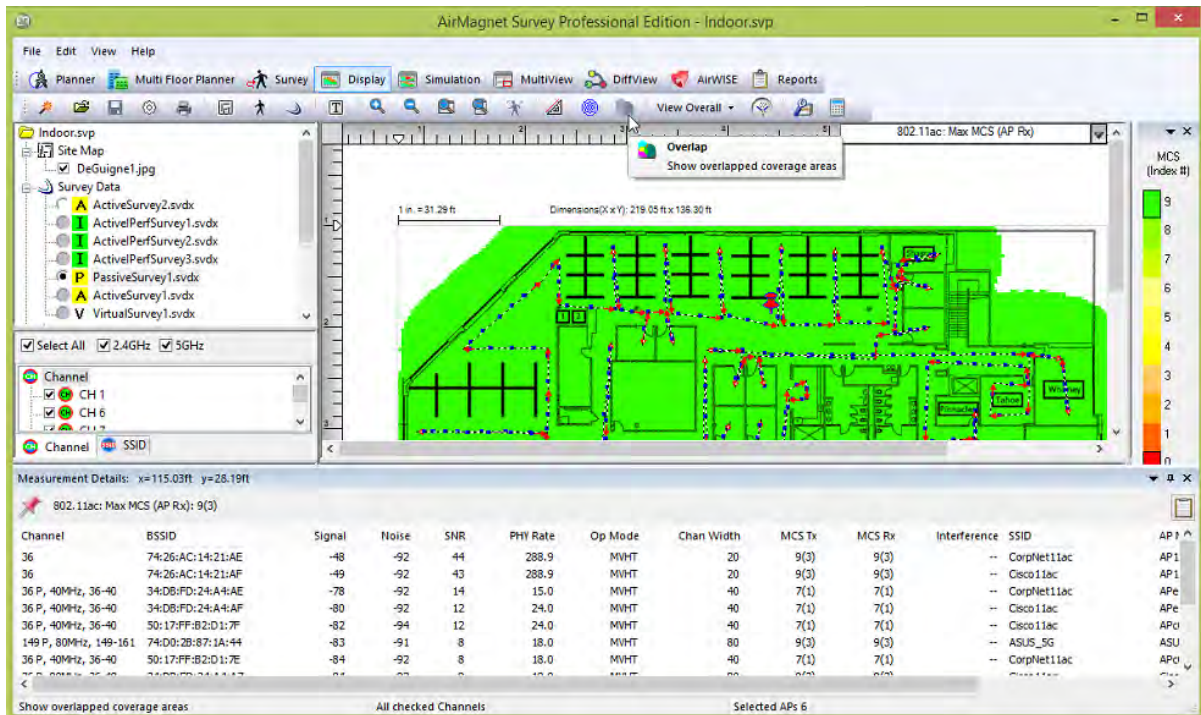 AirMagnet Survey Professional Edition - Indoor.svp
File Edit View Help
Planner Multi Floor Planner Survey Display Simulation MultiView DiffView AirWISE Reports
View Overall
Indoor.svp
Site Map
DeGuigne1.jpg
Survey Data
A ActiveSurvey2.svdx
I ActiveIPerfSurvey1.svdx
I ActiveIPerfSurvey2.svdx
I ActiveIPerfSurvey3.svdx
P PassiveSurvey1.svdx
A ActiveSurvey1.svdx
V VirtualSurvey1.svdx
Select All 2.4GHz 5GHz
Channel
CH 1
CH 6
Channel SSID
802.11ac: Max MCS (AP Rx)
Overlap
Show overlapped coverage areas
1 in. = 31.29 ft
Dimensions(X x Y): 219.05 ft x 136.30 ft
1 2
Pinnacle
Tahoe
Whitney
MCS
(Index #)
9
8
7
6
5
4
3
2
1
0
Measurement Details: x=115.03ft y=28.19ft
802.11ac: Max MCS (AP Rx): 9(3)
Channel BSSID Signal Noise SNR PHY Rate Op Mode Chan Width MCS Tx MCS Rx Interference SSID
36 74:26:AC:14:21:AE -48 -92 44 288.9 MVHT 20 9(3) 9(3) -- CorpNet11ac AP1
36 74:26:AC:14:21:AF -49 -92 43 288.9 MVHT 20 9(3) 9(3) -- Cisco11ac AP1
36 P, 40MHz, 36-40 34:DB:FD:24:A4:AE -78 -92 14 15.0 MVHT 40 7(1) 7(1) -- CorpNet11ac APe
36 P, 40MHz, 36-40 34:DB:FD:24:A4:AF -80 -92 12 24.0 MVHT 40 7(1) 7(1) -- Cisco11ac APe
36 P, 40MHz, 36-40 50:17:FF:B2:D1:7F -82 -94 12 24.0 MVHT 40 7(1) 7(1) -- Cisco11ac APc
149 P, 80MHz, 149-161 74:D0:2B:87:1A:44 -83 -91 8 18.0 MVHT 80 9(3) 9(3) -- ASUS_5G ASU
36 P, 40MHz, 36-40 50:17:FF:B2:D1:7E -84 -92 8 18.0 MVHT 40 7(1) 7(1) -- CorpNet11ac APc
Show overlapped coverage areas All checked Channels Selected APs 6